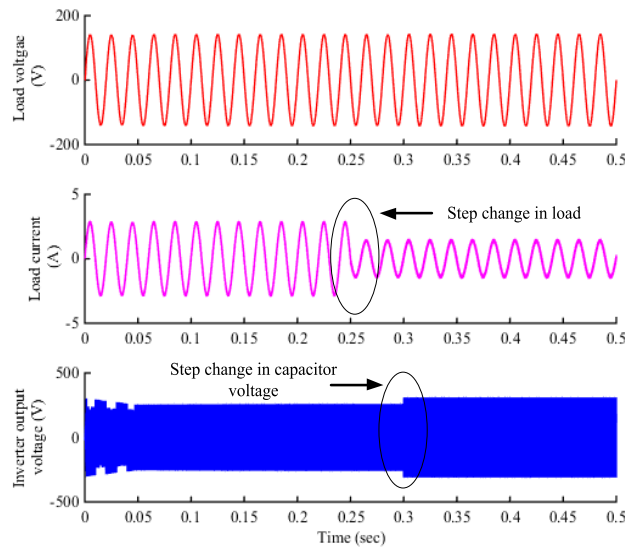 200
0
-200
Load voltgac
(V)
0 0.05 0.1 0.15 0.2 0.25 0.3 0.35 0.4 0.45 0.5
5
0
-5
Load current
(A)
Step change in load
0 0.05 0.1 0.15 0.2 0.25 0.3 0.35 0.4 0.45 0.5
500
0
-500
Inverter output
voltage (V)
Step change in capacitor
voltage
0 0.05 0.1 0.15 0.2 0.25 0.3 0.35 0.4 0.45 0.5
Time (sec)